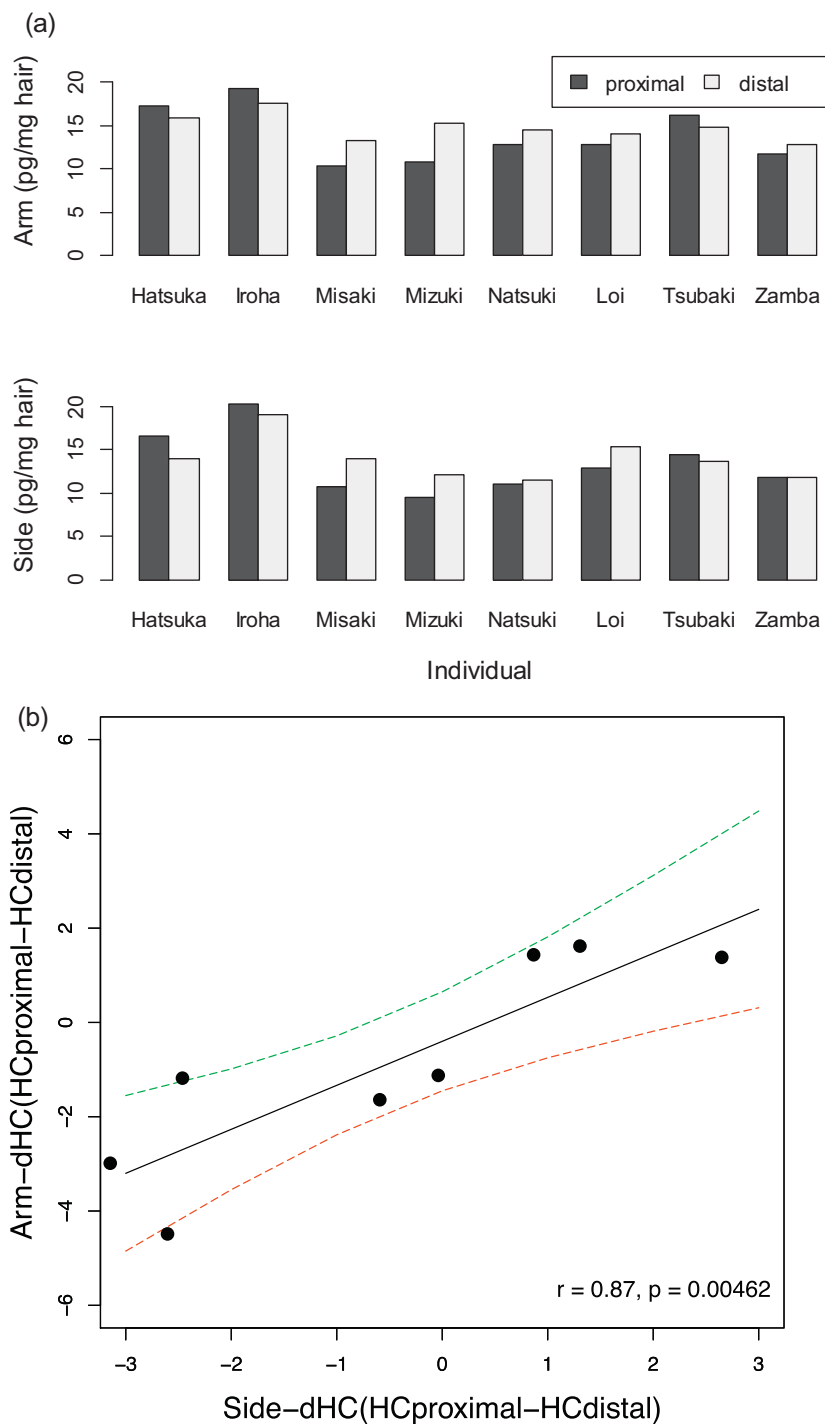 (a)
Arm (pg/mg hair)
0 5 10 15 20
proximal distal
Hatsuka Iroha Misaki Mizuki Natsuki Loi Tsubaki Zamba
Side (pg/mg hair)
0 5 10 15 20
Hatsuka Iroha Misaki Mizuki Natsuki Loi Tsubaki Zamba
Individual
(b)
Arm−dHC(HCproximal−HCdistal)
6
4
2
0
−2
−4
−6
r = 0.87, p = 0.00462
−3 −2 −1 0 1 2 3
Side−dHC(HCproximal−HCdistal)